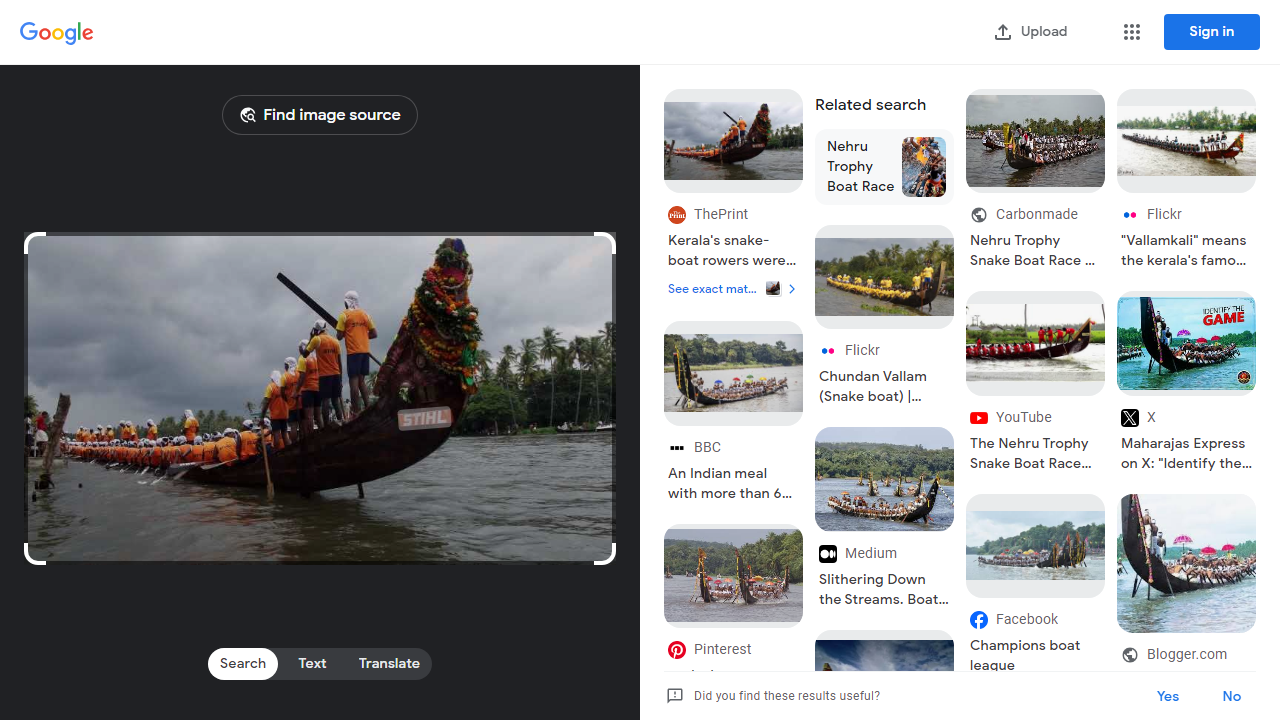 Google
Upload
Sign in
Find image source
STIHL
Search
Text
Translate
ThePrint
Kerala's snake-
boat rowers were...
See exact mat...
BBC
An Indian meal
with more than 6...
Pinterest
Related search
Nehru
Trophy
Boat Race
Flickr
Chundan Vallam
(Snake boat) |...
Medium
Slithering Down
the Streams. Boat...
Carbonmade
Nehru Trophy
Snake Boat Race ...
YouTube
The Nehru Trophy
Snake Boat Race...
Facebook
Champions boat
league
Flickr
"Vallamkali" means
the kerala's famo...
IDENTIFY THE
GAME
X
Maharajas Express
on X: "Identify the...
Blogger.com
Did you find these results useful?
Yes
No